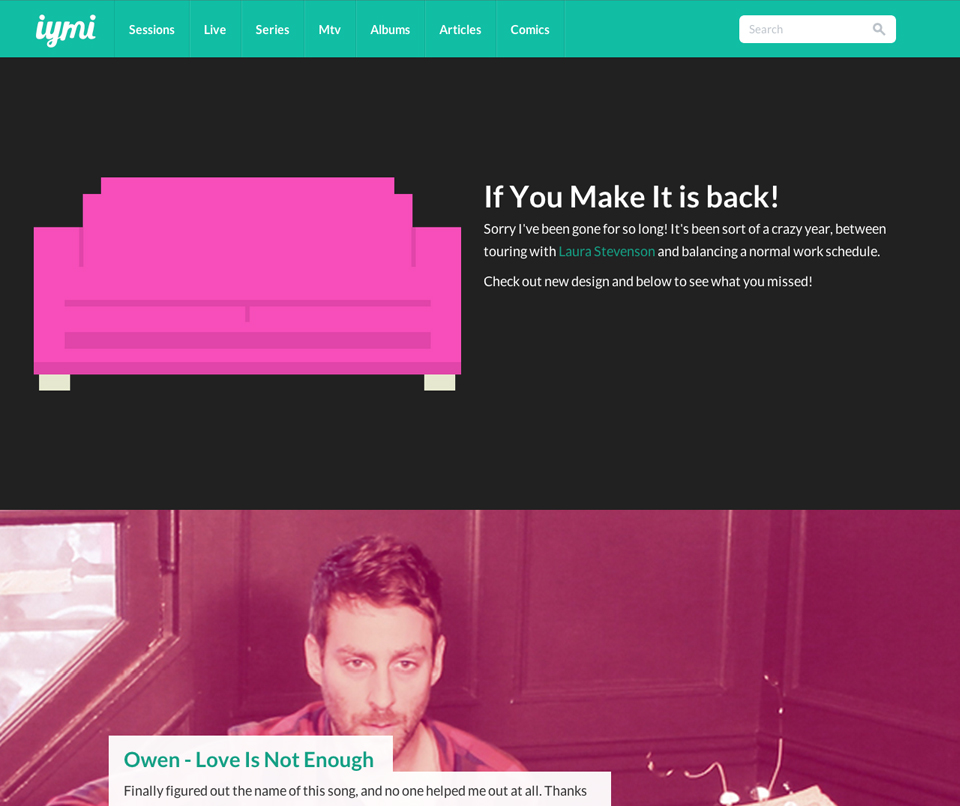 iymi
Sessions
Live
Series
Mtv
Albums
Articles
Comics
Search
If You Make It is back!
Sorry I've been gone for so long! It's been sort of a crazy year, between
touring with Laura Stevenson and balancing a normal work schedule.
Check out new design and below to see what you missed!
Owen - Love Is Not Enough
Finally figured out the name of this song, and no one helped me out at all. Thanks